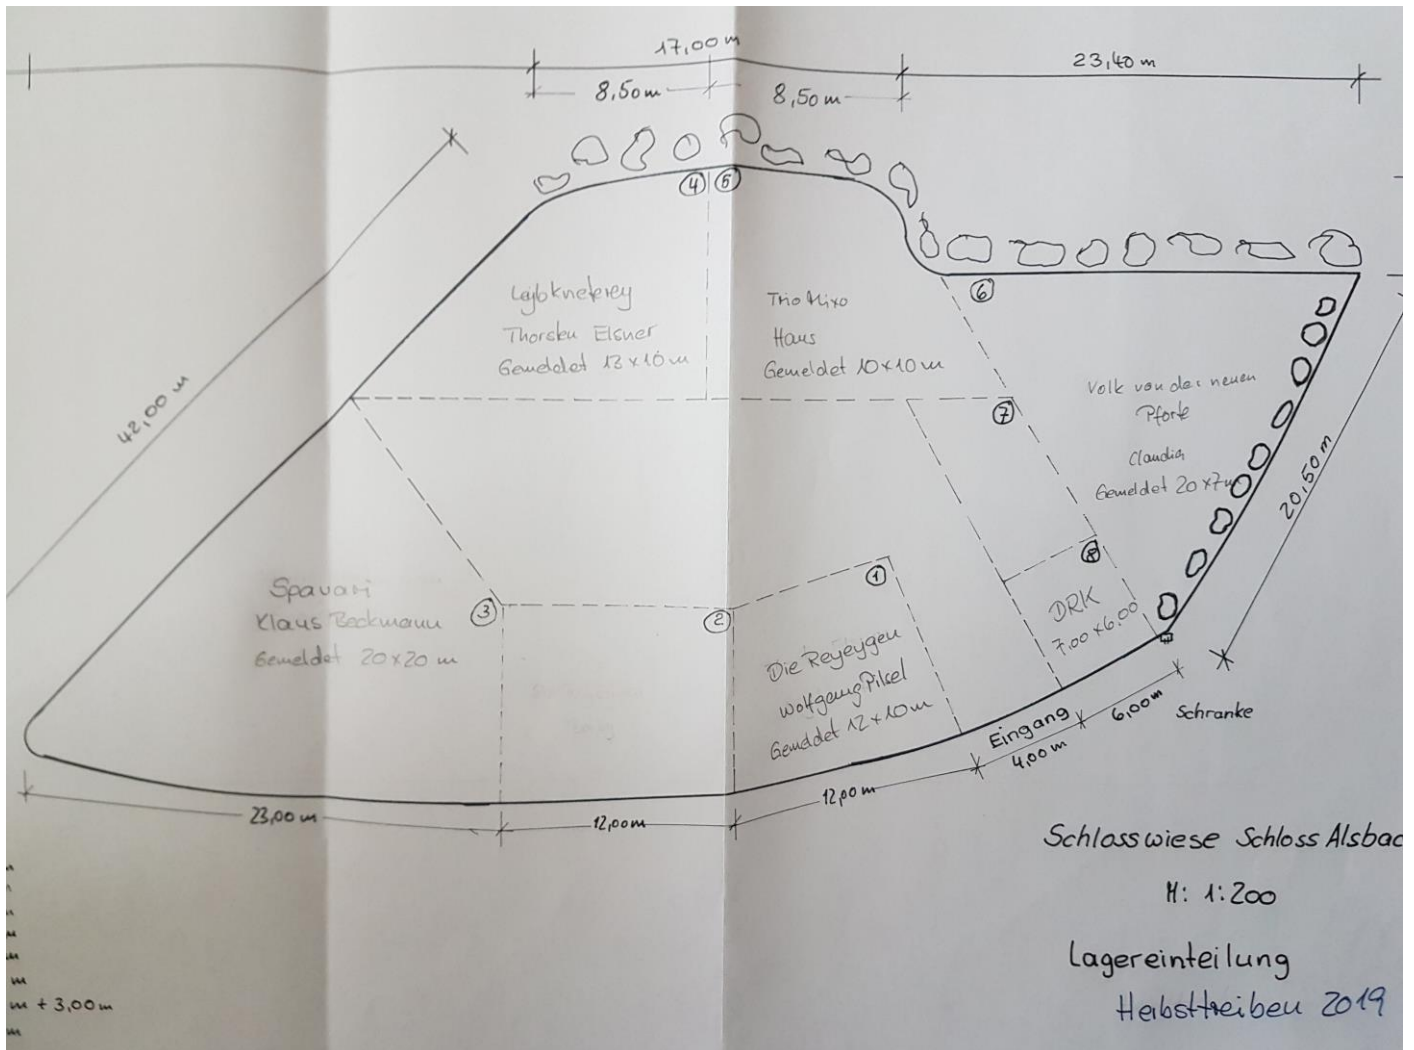 17,00 m
23,40 m
8,50 m
8,50 m
④ ⑤
⑥
Leybkneterey
Thorsten Elsner
Gemeldet 13 x 10 m
Trio Mixo
Haus
Gemeldet 10 x 10 m
42,00 m
⑦
Volk von der neuen
Pforte
Claudia
Gemeldet 20 x 7 m
20,50 m
⑧
①
③
②
Spavari
Klaus Beckmann
Gemeldet 20 x 20 m
DRK
7.00 x 6.00
Die Reyeygen
Wolfgang Pilsel
Gemeldet 12 x 10 m
Eingang
4,00 m
6,00 m
Schranke
23,00 m
12,00 m
12,00 m
Schlosswiese Schloss Alsbac
M: 1:200
Lagereinteilung
Herbsttreiben 2019
m
m
m
m + 3,00 m
m